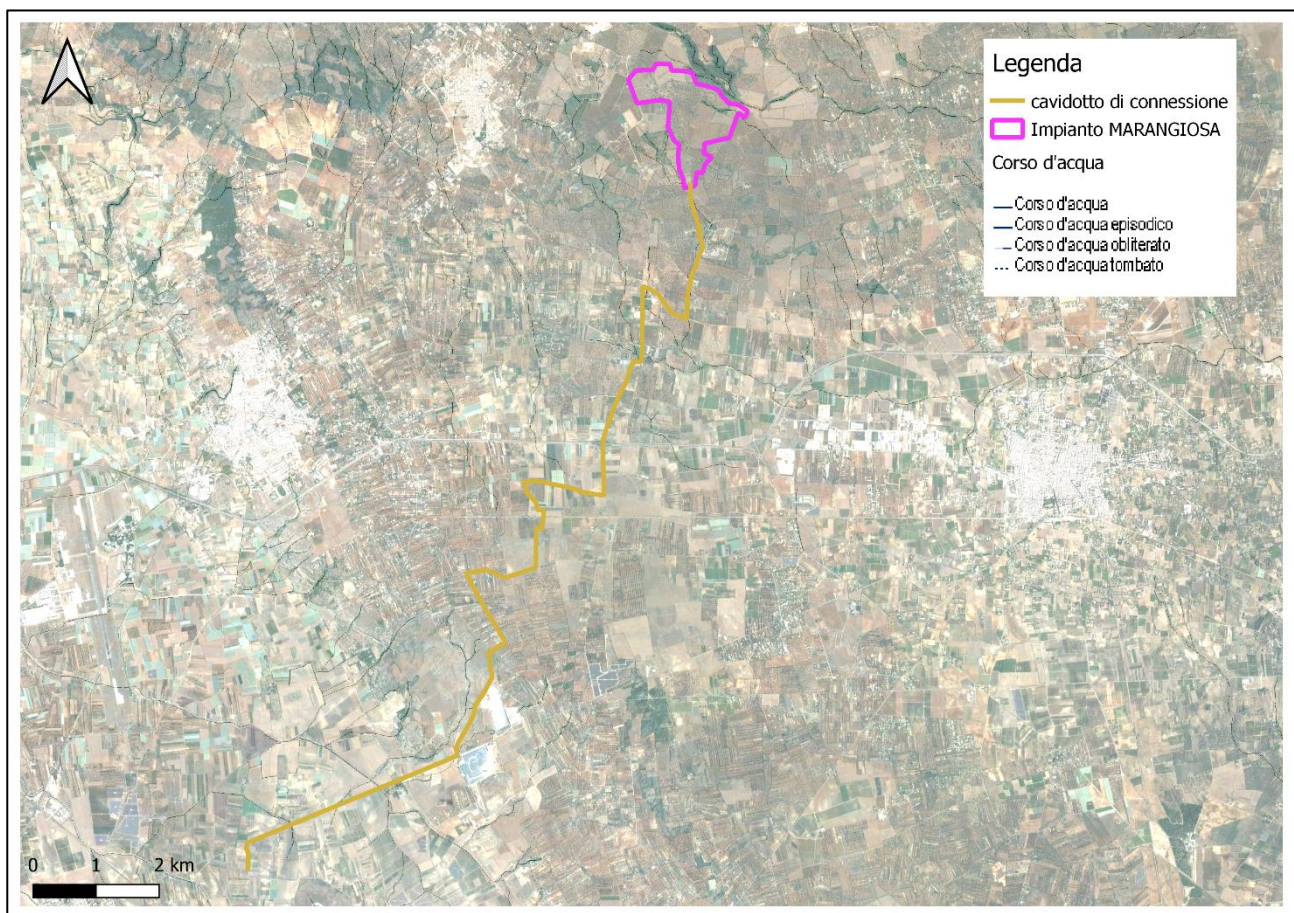 Legenda
cavidotto di connessione
Impianto MARANGIOSA
Corso d'acqua
Corso d'acqua
Corso d'acqua episodico
Corso d'acqua obliterato
Corso d'acqua tombato
0 1 2 km